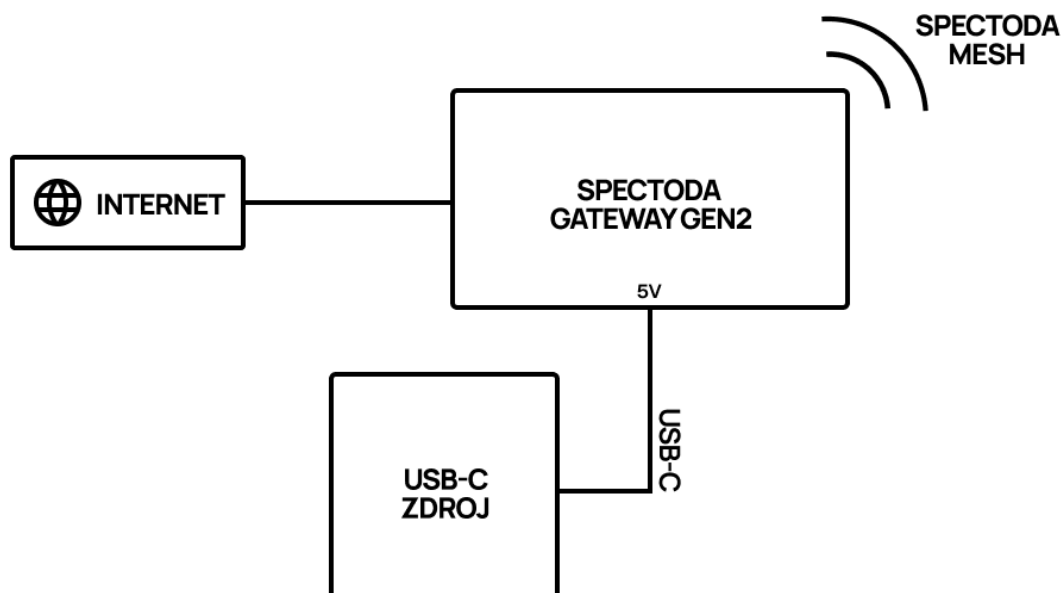 SPECTODA
MESH
INTERNET
SPECTODA
GATEWAY GEN2
5V
USB-C
USB-C
ZDROJ